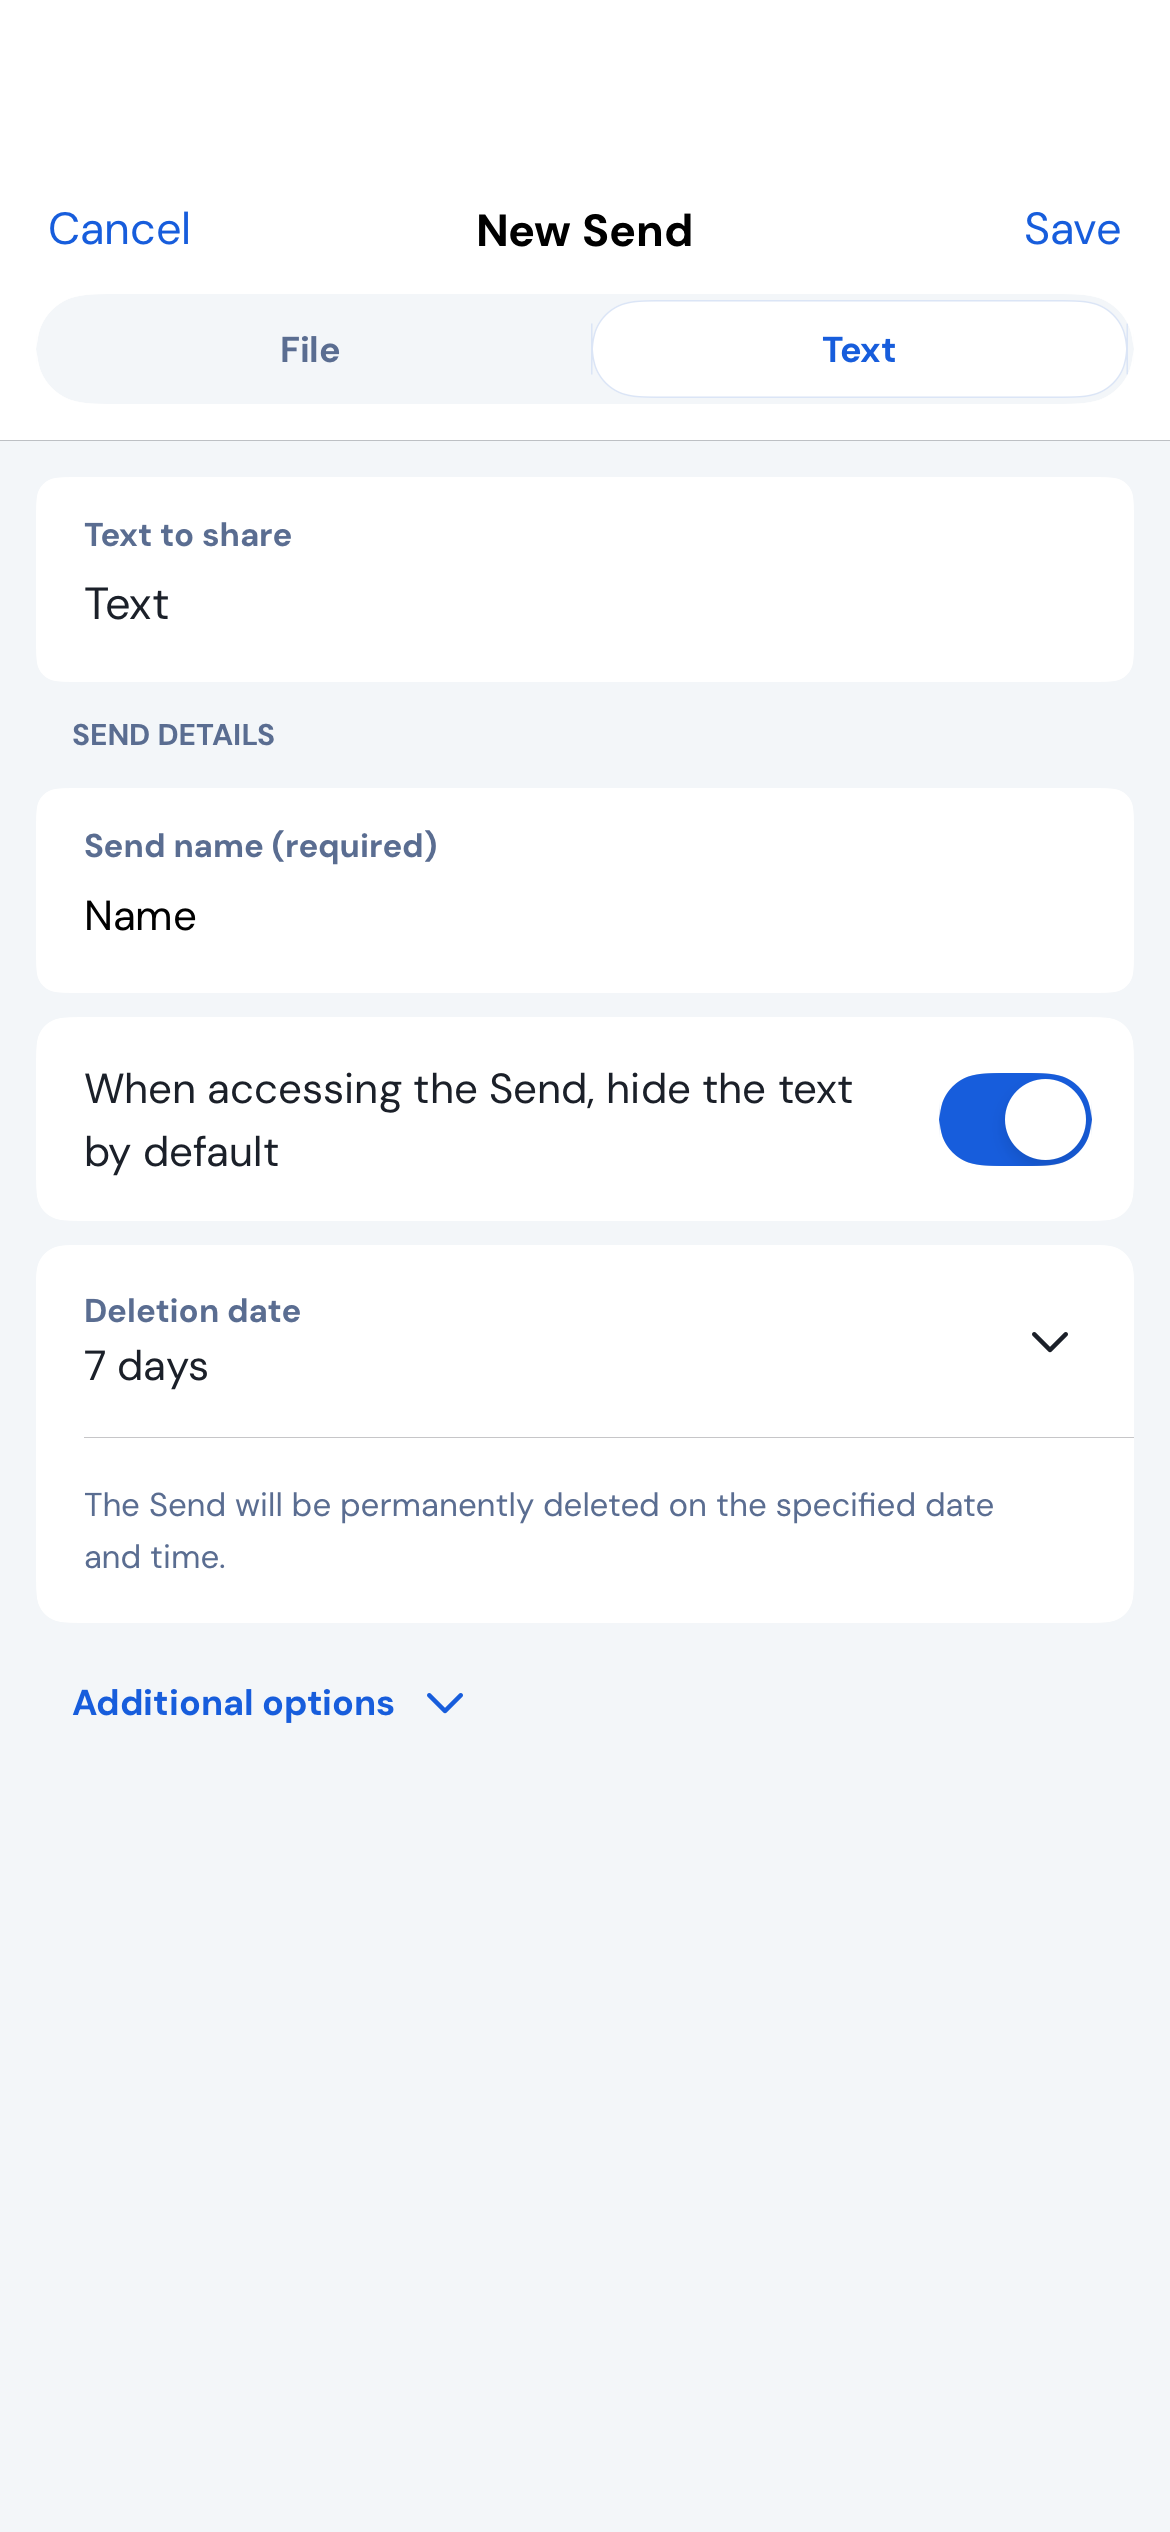 Cancel
New Send
Save
File
Text
Text to share
Text
SEND DETAILS
Send name (required)
Name
When accessing the Send, hide the text
by default
Deletion date
7 days
The Send will be permanently deleted on the specified date
and time.
Additional options